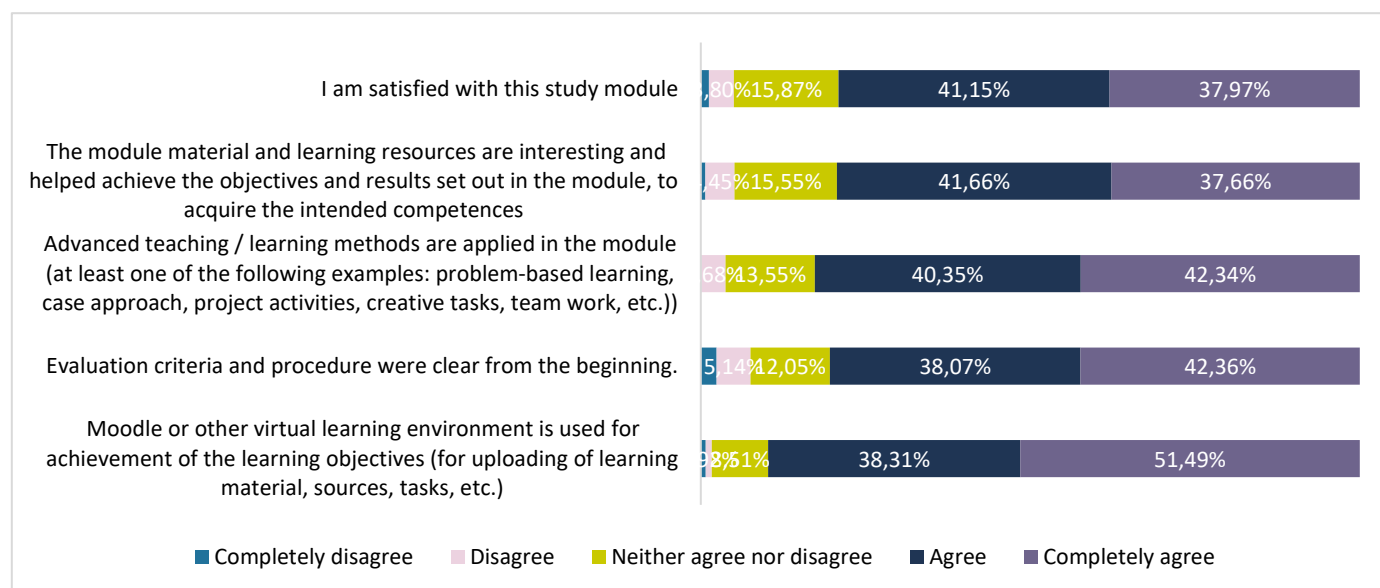 I am satisfied with this study module
15,87%
41,15%
37,97%
The module material and learning resources are interesting and
helped achieve the objectives and results set out in the module, to
acquire the intended competences
15,55%
41,66%
37,66%
Advanced teaching / learning methods are applied in the module
(at least one of the following examples: problem-based learning,
case approach, project activities, creative tasks, team work, etc.))
13,55%
40,35%
42,34%
Evaluation criteria and procedure were clear from the beginning.
5,14%
12,05%
38,07%
42,36%
Moodle or other virtual learning environment is used for
achievement of the learning objectives (for uploading of learning
material, sources, tasks, etc.)
38,31%
51,49%
Completely disagree
Disagree
Neither agree nor disagree
Agree
Completely agree